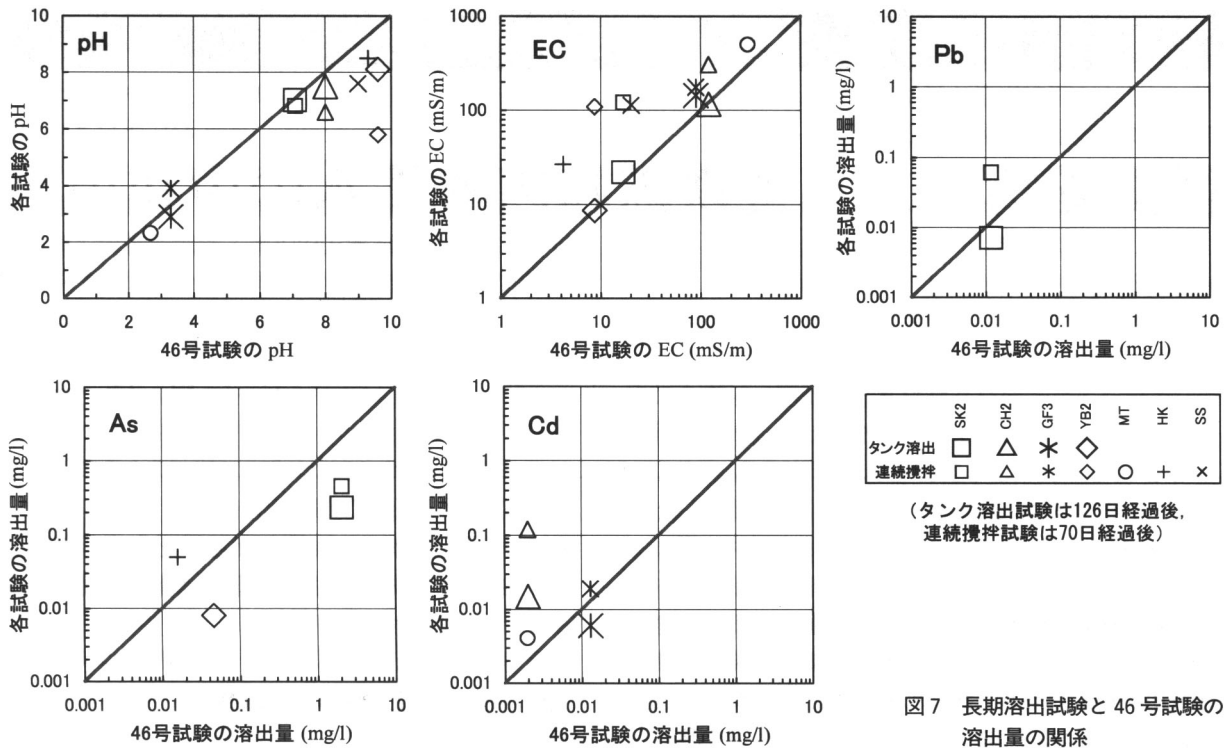 pH
各試験の pH
10
8
6
4
2
0
0 2 4 6 8 10
46号試験の pH
EC
各試験の EC (mS/m)
1000
100
10
1
1 10 100 1000
46号試験の EC (mS/m)
Pb
各試験の溶出量 (mg/l)
10
1
0.1
0.01
0.001
0.001 0.01 0.1 1 10
46号試験の溶出量 (mg/l)
As
各試験の溶出量 (mg/l)
10
1
0.1
0.01
0.001
0.001 0.01 0.1 1 10
46号試験の溶出量 (mg/l)
Cd
各試験の溶出量 (mg/l)
10
1
0.1
0.01
0.001
0.001 0.01 0.1 1 10
46号試験の溶出量 (mg/l)
SK2 CH2 GF3 YB2 MT HK SS
タンク溶出
連続攪拌
(タンク溶出試験は126日経過後,
連続攪拌試験は70日経過後)
図7 長期溶出試験と 46 号試験の
溶出量の関係